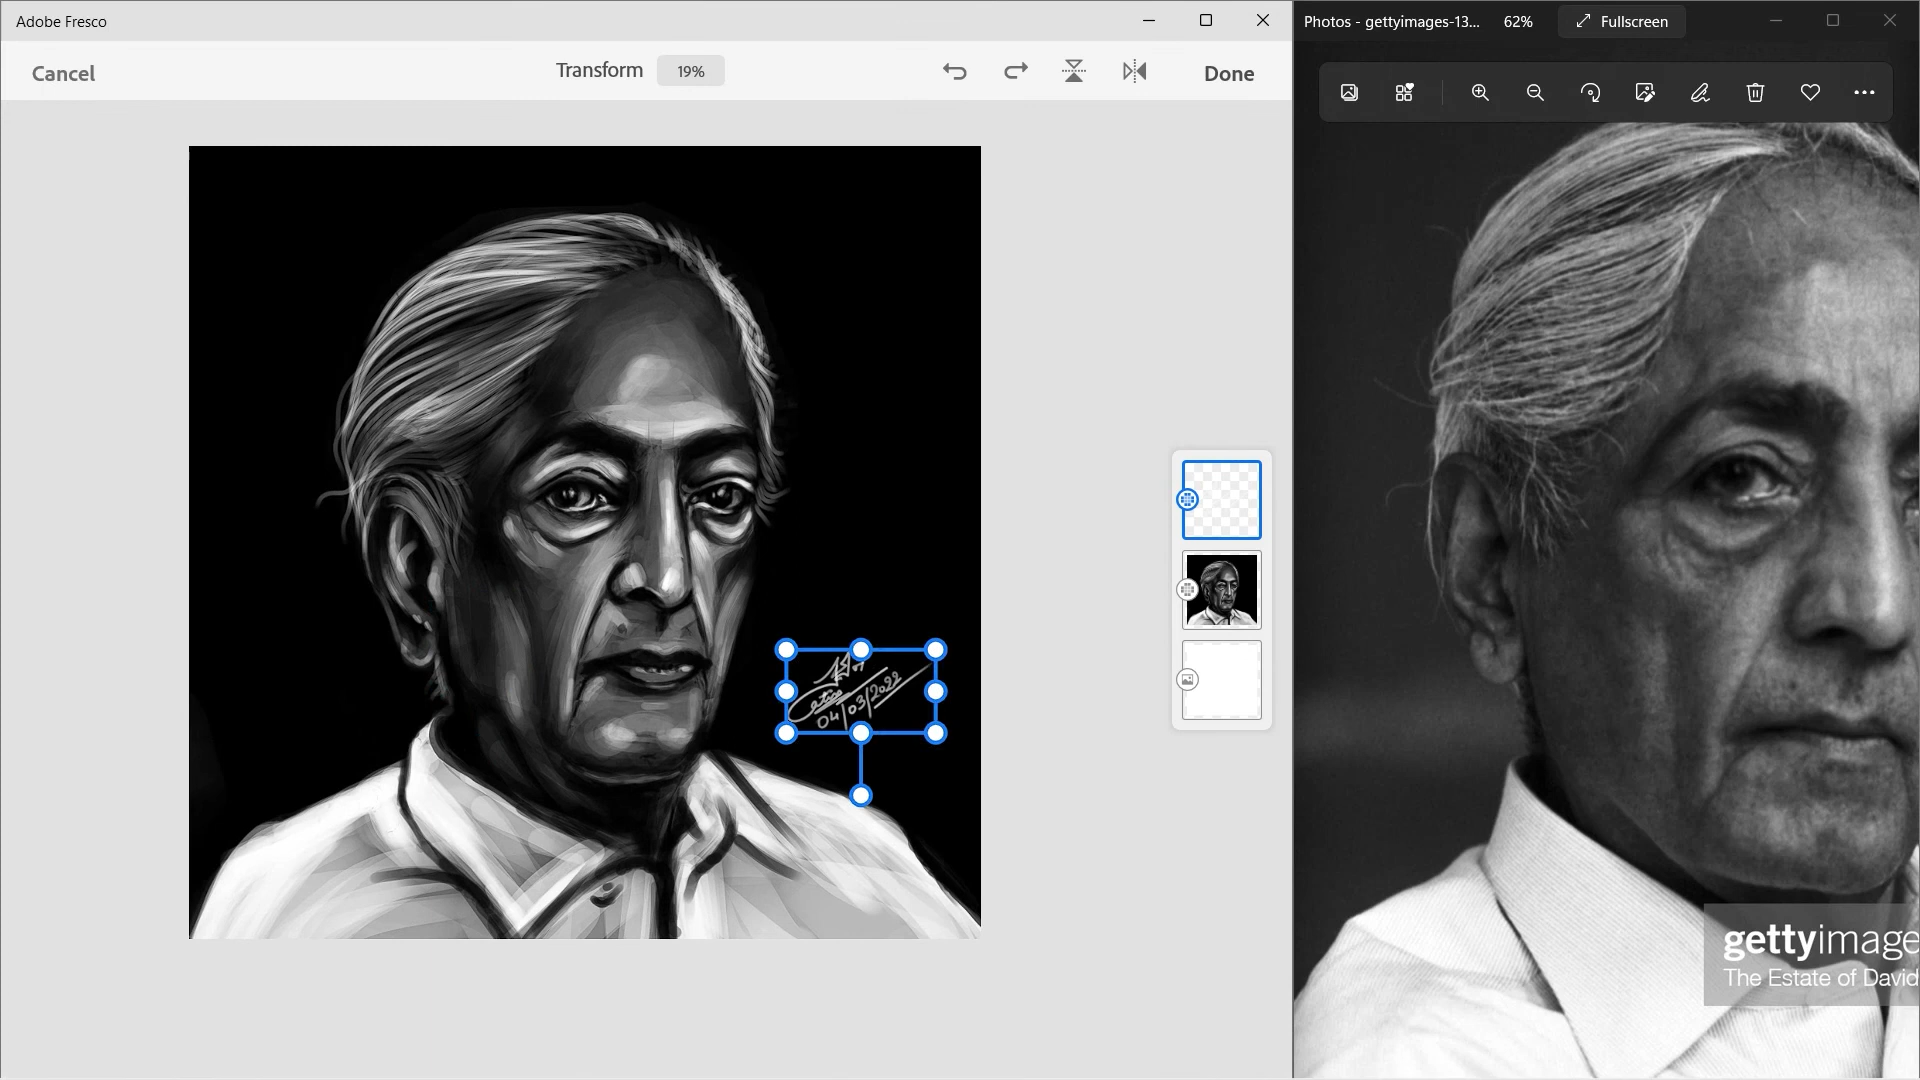 Adobe Fresco
Cancel
Transform 19%
Done
04/03/2022
Photos - gettyimages-13... 62% Fullscreen
gettyimage
The Estate of David